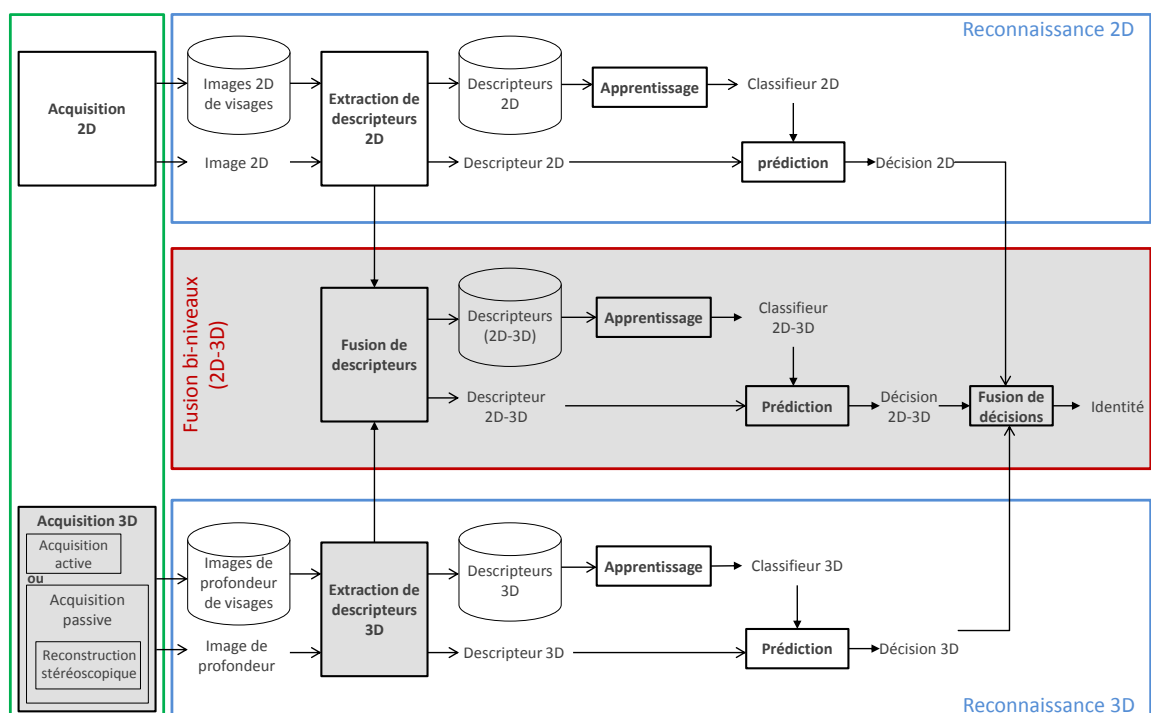 Reconnaissance 2D
Acquisition
2D
Images 2D
de visages
Extraction de
descripteurs
2D
Descripteurs
2D
Apprentissage
Classifieur 2D
Image 2D
Descripteur 2D
prédiction
Décision 2D
Fusion bi-niveaux
(2D-3D)
Fusion de
descripteurs
Descripteurs
(2D-3D)
Apprentissage
Classifieur
2D-3D
Descripteur
2D-3D
Prédiction
Décision
2D-3D
Fusion de
décisions
Identité
Acquisition 3D
Acquisition
active
ou
Acquisition
passive
Reconstruction
stéréoscopique
Images de
profondeur
de visages
Image de
profondeur
Extraction de
descripteurs
3D
Descripteurs
3D
Apprentissage
Classifieur 3D
Descripteur 3D
Prédiction
Décision 3D
Reconnaissance 3D